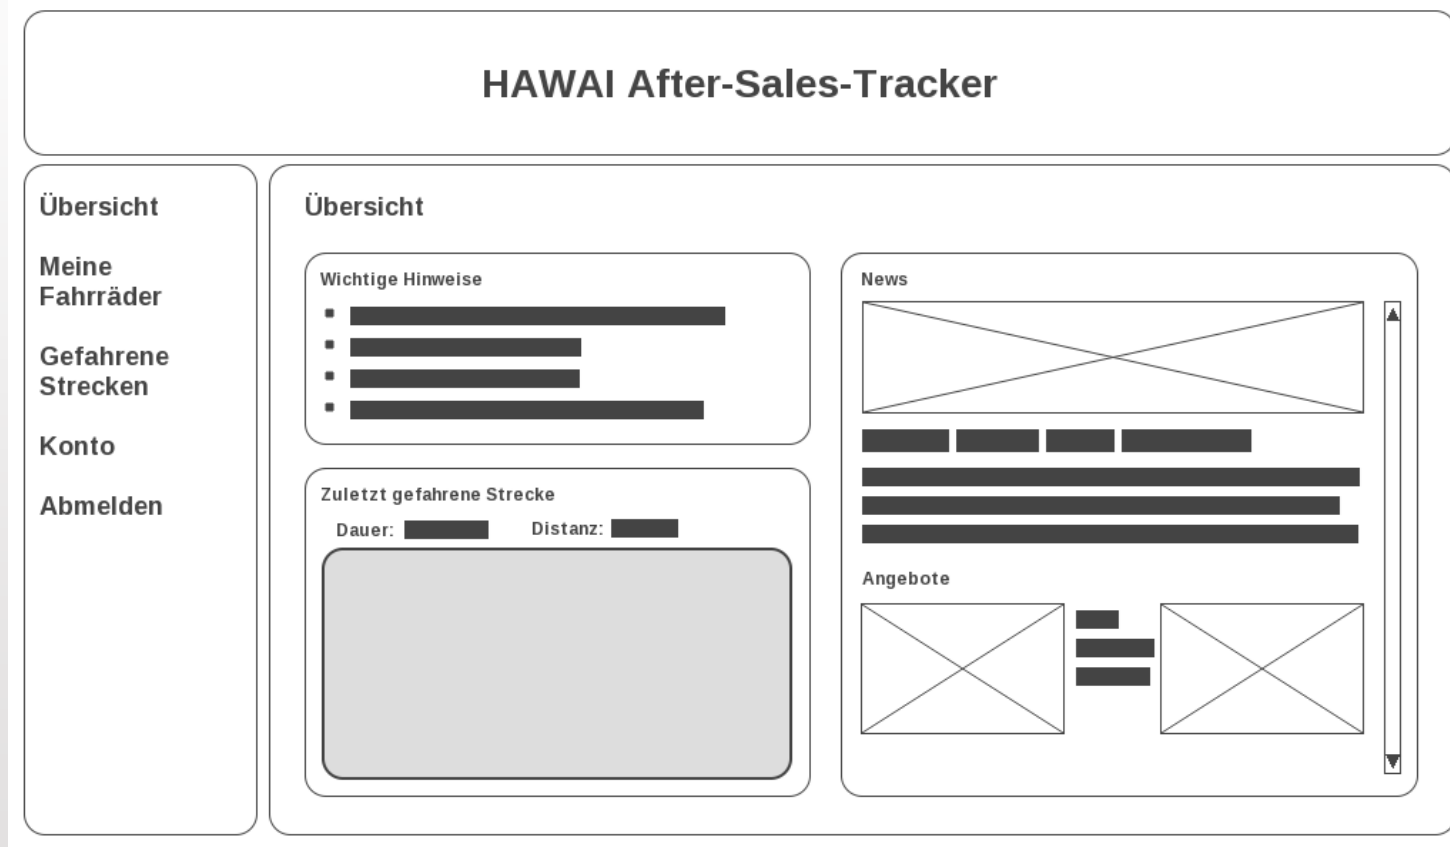 HAWAI After-Sales-Tracker
Übersicht
Meine
Fahrräder
Gefahrene
Strecken
Konto
Abmelden
Übersicht
Wichtige Hinweise
Zuletzt gefahrene Strecke
Dauer:
Distanz:
News
Angebote